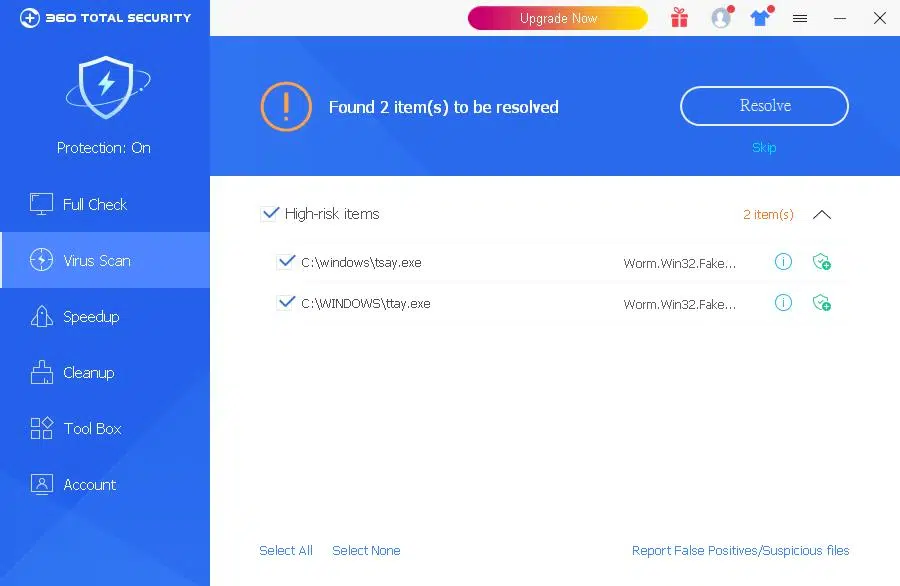 360 TOTAL SECURITY
Upgrade Now
Protection: On
Full Check
Virus Scan
Speedup
Cleanup
Tool Box
Account
Found 2 item(s) to be resolved
Resolve
Skip
High-risk items 2 item(s)
C:\windows\tsay.exe Worm.Win32.Fake...
C:\WINDOWS\ttay.exe Worm.Win32.Fake...
Select All Select None Report False Positives/Suspicious files